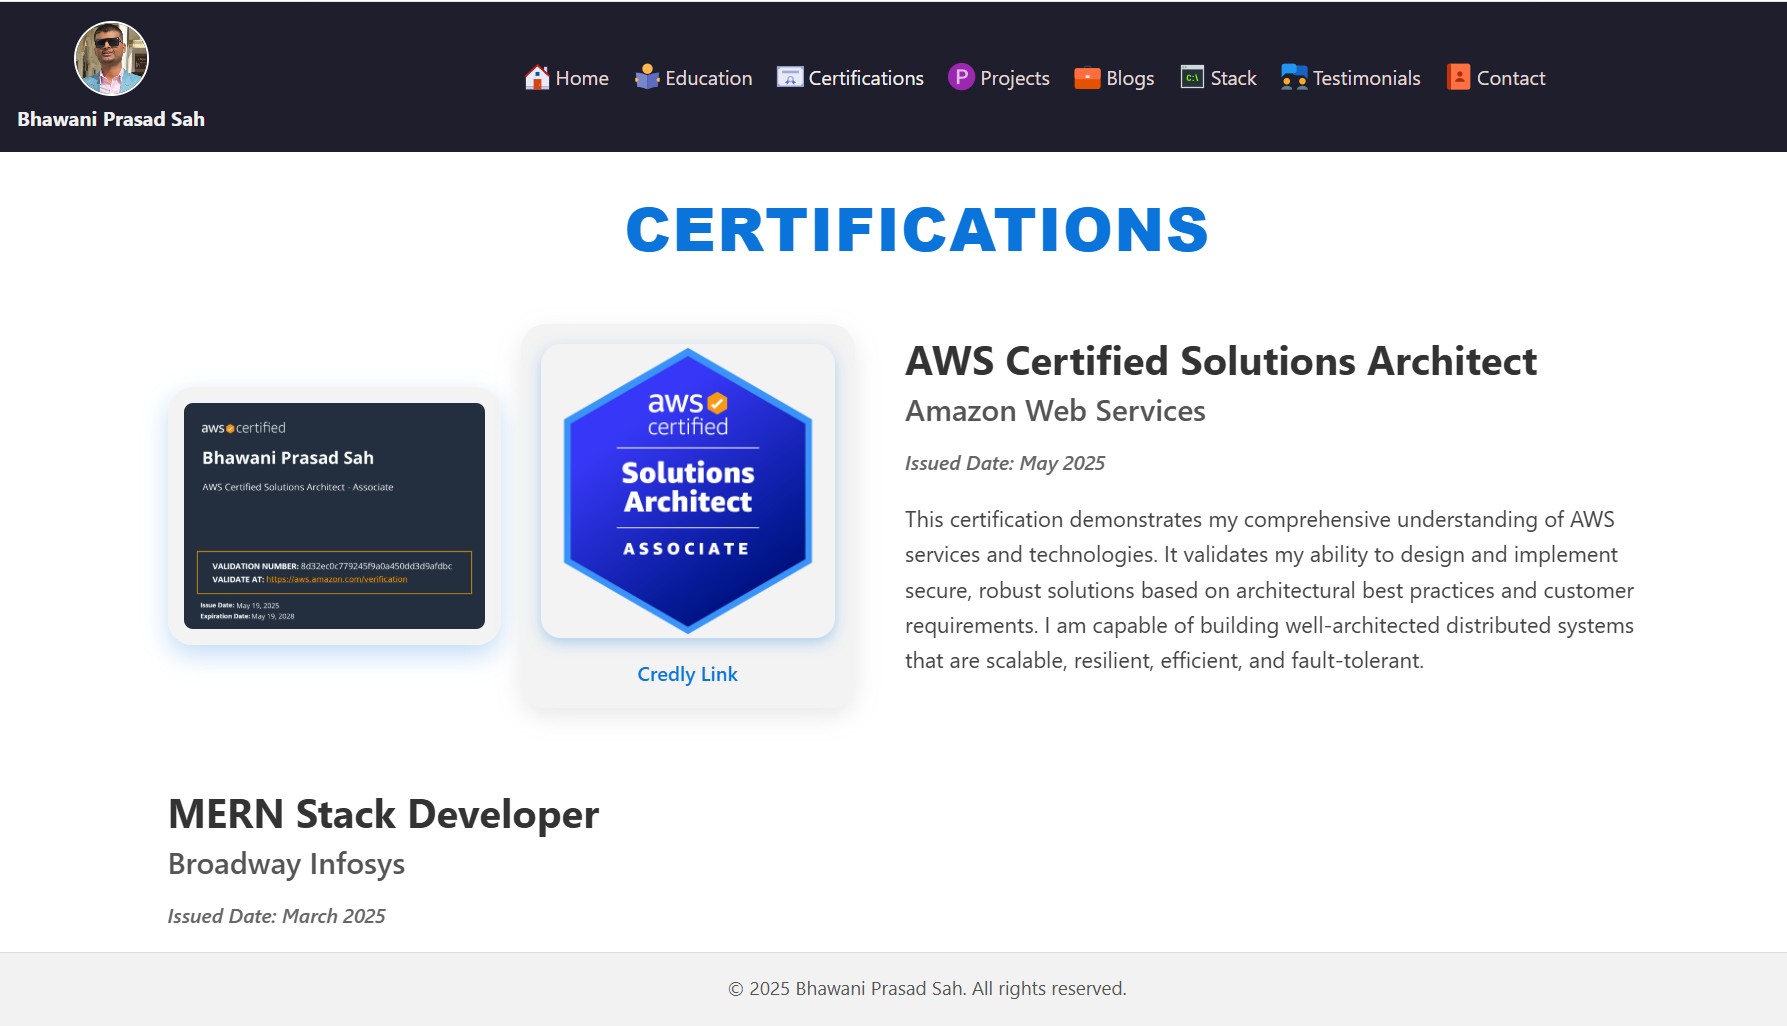 Bhawani Prasad Sah
Home
Education
Certifications
P
Projects
Blogs
C:\
Stack
Testimonials
Contact
CERTIFICATIONS
aws certified
Bhawani Prasad Sah
AWS Certified Solutions Architect - Associate
VALIDATION NUMBER: 8d32ec0c779245f9a0a450dd3d9afdbc
VALIDATE AT: https://aws.amazon.com/verification
Issue Date: May 19, 2025
Expiration Date: May 19, 2028
aws
certified
Solutions
Architect
ASSOCIATE
Credly Link
AWS Certified Solutions Architect
Amazon Web Services
Issued Date: May 2025
This certification demonstrates my comprehensive understanding of AWS
services and technologies. It validates my ability to design and implement
secure, robust solutions based on architectural best practices and customer
requirements. I am capable of building well-architected distributed systems
that are scalable, resilient, efficient, and fault-tolerant.
MERN Stack Developer
Broadway Infosys
Issued Date: March 2025
© 2025 Bhawani Prasad Sah. All rights reserved.